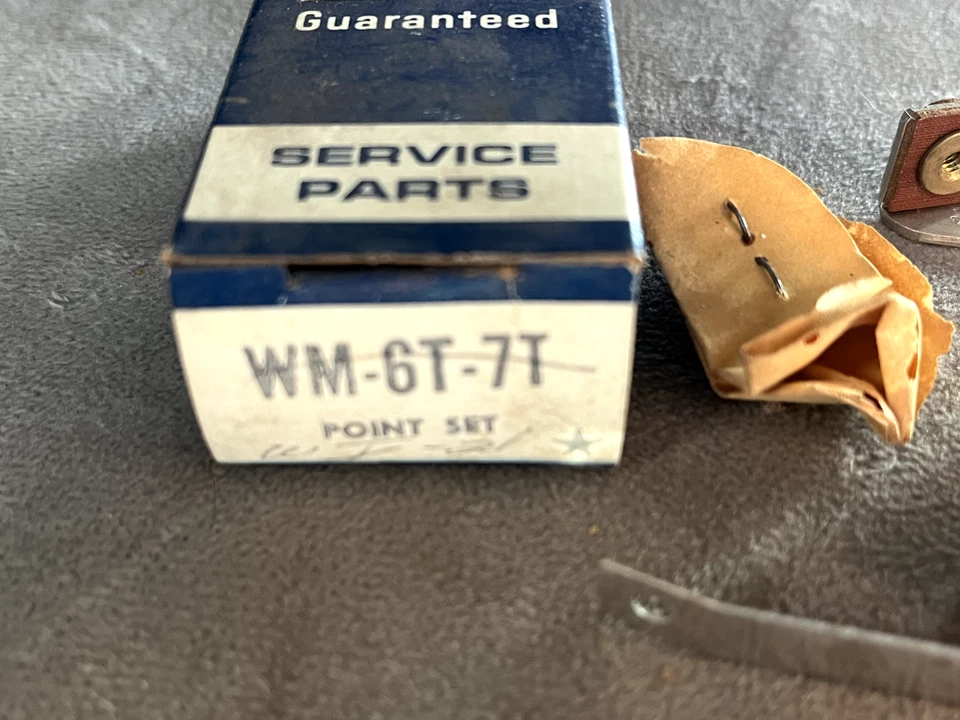 Guaranteed
SERVICE
PARTS
WM-6T-7T
POINT SET